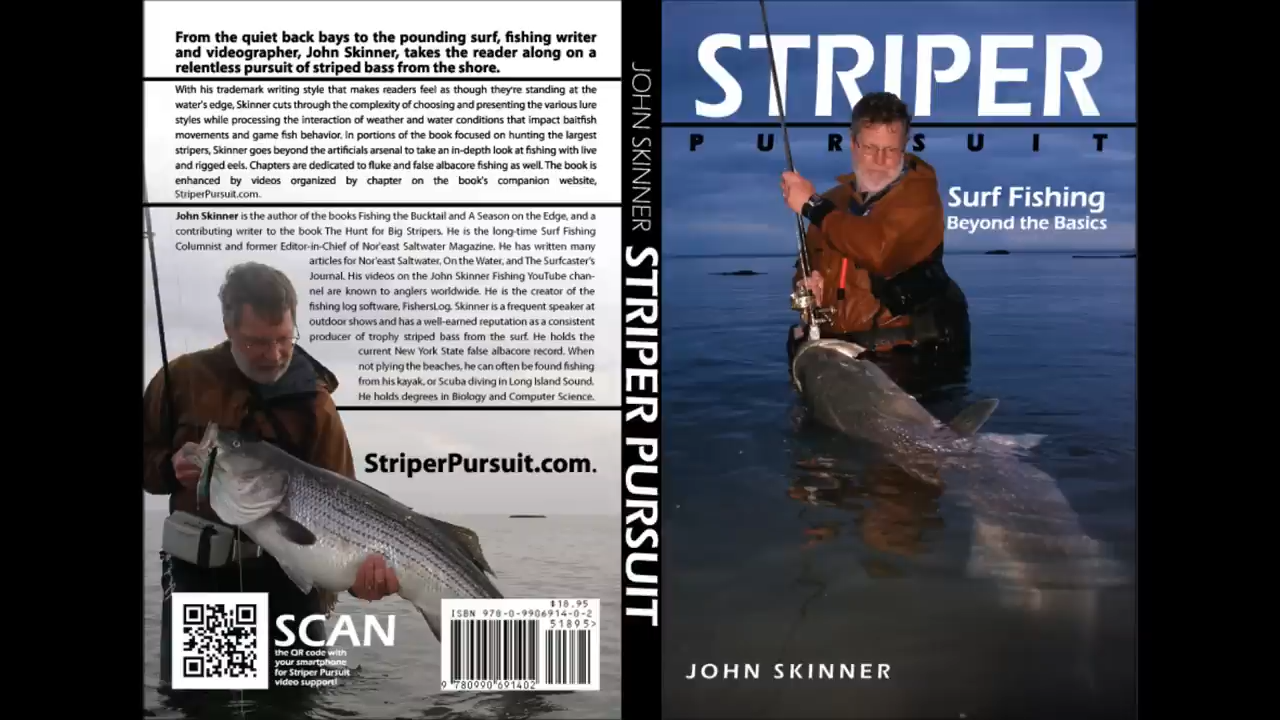 From the quiet back bays to the pounding surf, fishing writer
and videographer, John Skinner, takes the reader along on a
relentless pursuit of striped bass from the shore.
With his trademark writing style that makes readers feel as though they're standing at the
water's edge, Skinner cuts through the complexity of choosing and presenting the various lure
styles while processing the interaction of weather and water conditions that impact baitfish
movements and game fish behavior. In portions of the book focused on hunting the largest
stripers, Skinner goes beyond the artificials arsenal to take an in-depth look at fishing with live
and rigged eels. Chapters are dedicated to fluke and false albacore fishing as well. The book is
enhanced by videos organized by chapter on the book's companion website,
StriperPursuit.com.
John Skinner is the author of the books Fishing the Bucktail and A Season on the Edge, and a
contributing writer to the book The Hunt for Big Stripers. He is the long-time Surf Fishing
Columnist and former Editor-in-Chief of Nor'east Saltwater Magazine. He has written many
articles for Nor'east Saltwater, On the Water, and The Surfcaster's
Journal. His videos on the John Skinner Fishing YouTube chan-
nel are known to anglers worldwide. He is the creator of the
fishing log software, FishersLog. Skinner is a frequent speaker at
outdoor shows and has a well-earned reputation as a consistent
producer of trophy striped bass from the surf. He holds the
current New York State false albacore record. When
not plying the beaches, he can often be found fishing
from his kayak, or Scuba diving in Long Island Sound.
He holds degrees in Biology and Computer Science.
StriperPursuit.com.
SCAN
the QR code with
your smartphone
for Striper Pursuit
video support!
$18.95
ISBN 978-0-9906914-0-2
51895>
9 780990 691402
JOHN SKINNER STRIPER PURSUIT
STRIPER
PURSUIT
Surf Fishing
Beyond the Basics
JOHN SKINNER